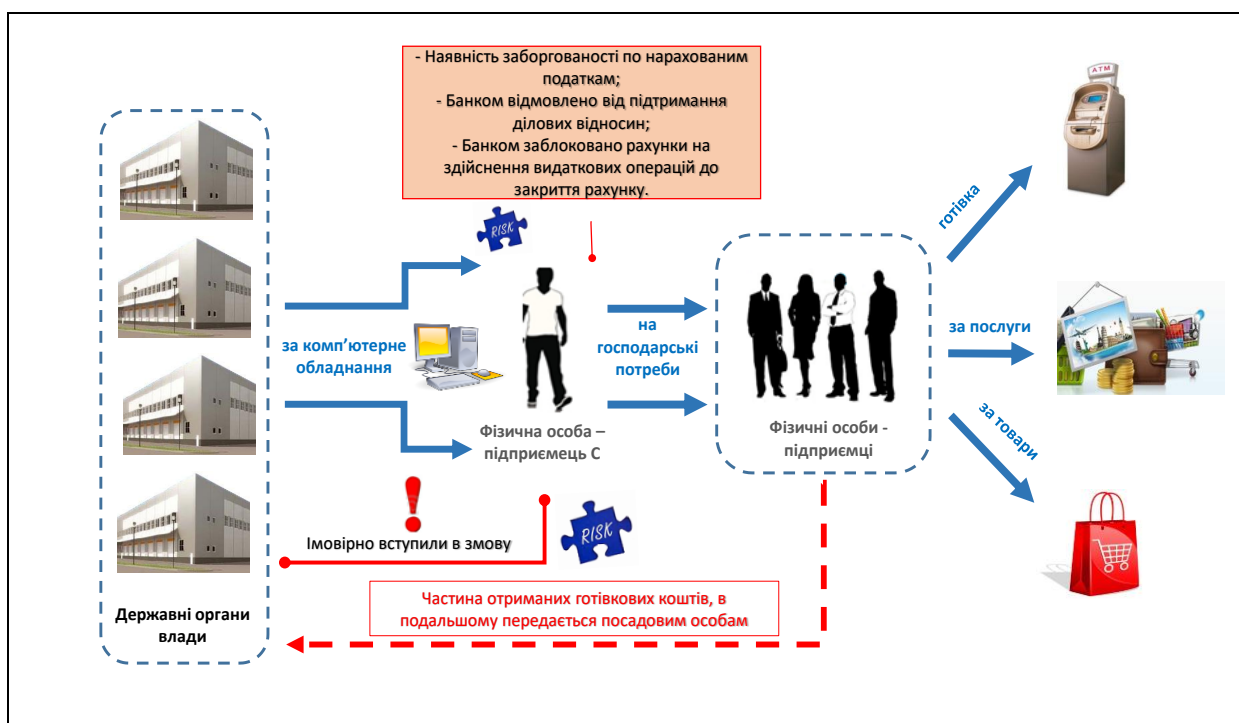 - Наявність заборгованості по нарахованим
податкам;
- Банком відмовлено від підтримання
ділових відносин;
- Банком заблоковано рахунки на
здійснення видаткових операцій до
закриття рахунку.
ATM
RISK
готівка
за комп’ютерне
обладнання
на
господарські
потреби
за послуги
за товари
Фізична особа –
підприємець С
Фізичні особи -
підприємці
RISK
Імовірно вступили в змову
Частина отриманих готівкових коштів, в
подальшому передається посадовим особам
Державні органи
влади